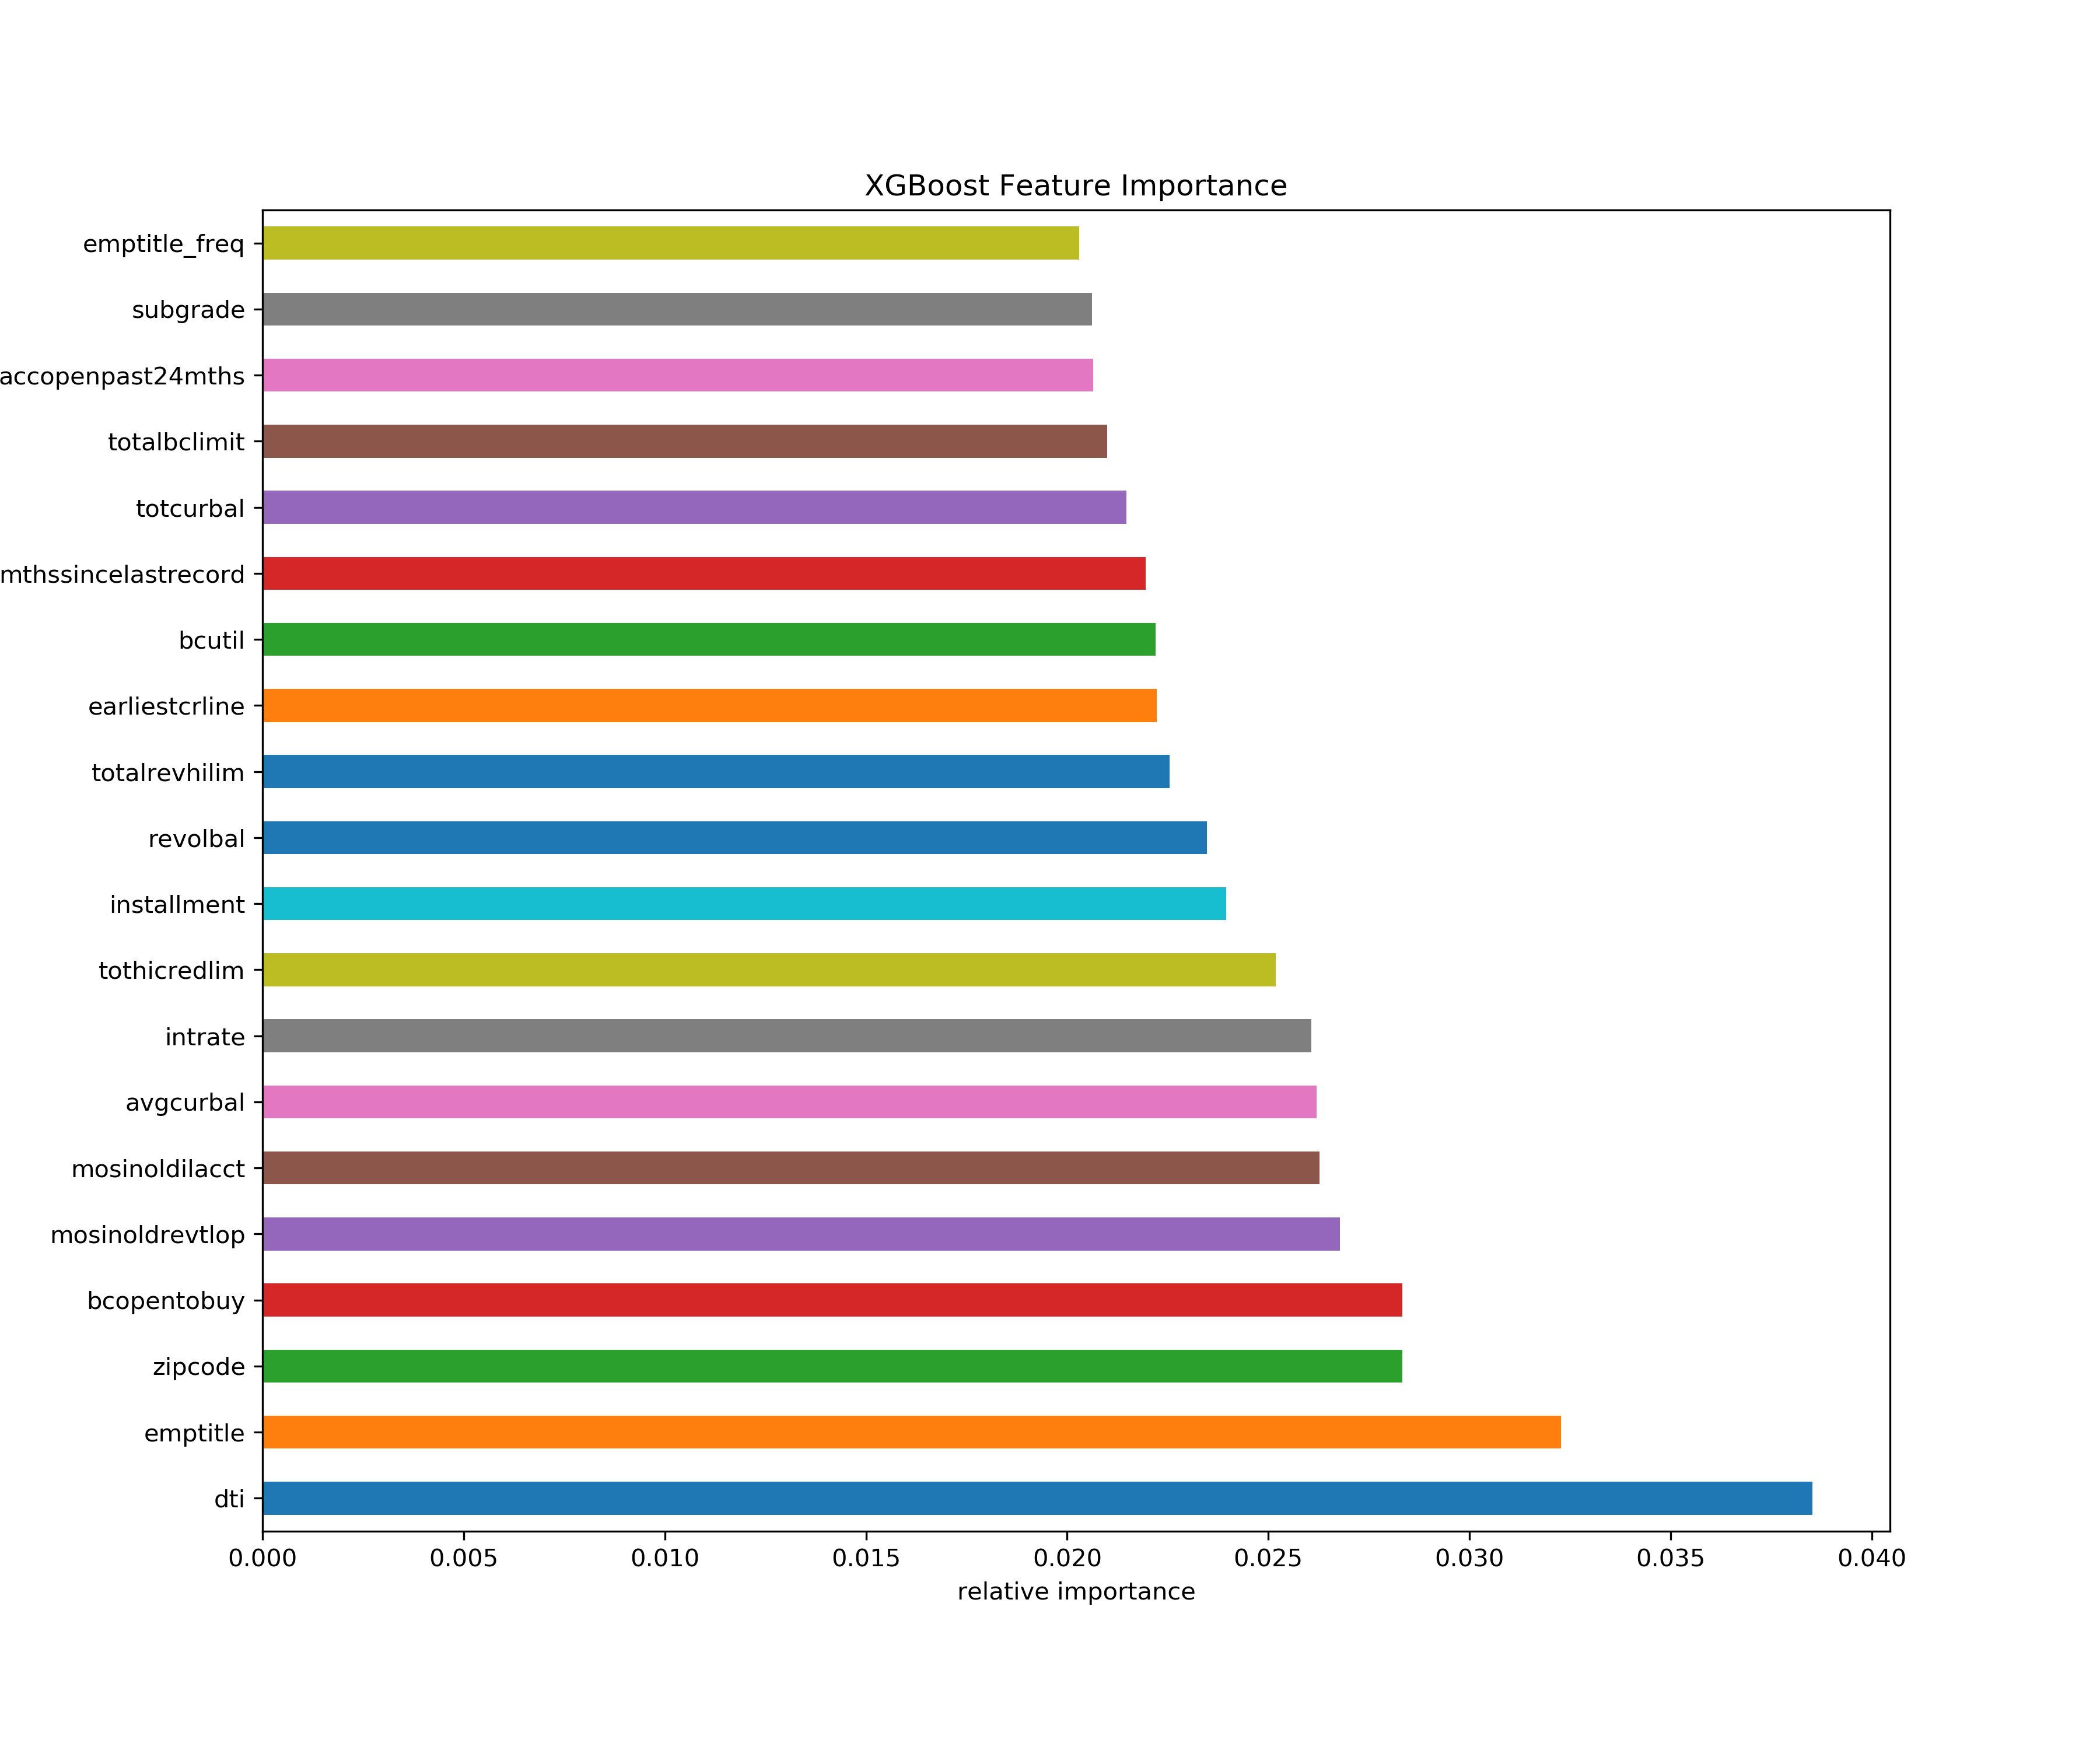 XGBoost Feature Importance
emptitle_freq
subgrade
accopenpast24mths
totalbclimit
totcurbal
mthssincelastrecord
bcutil
earliestcrline
totalrevhilim
revolbal
installment
tothicredlim
intrate
avgcurbal
mosinoldilacct
mosinoldrevtlop
bcopentobuy
zipcode
emptitle
dti
0.000 0.005 0.010 0.015 0.020 0.025 0.030 0.035 0.040
relative importance